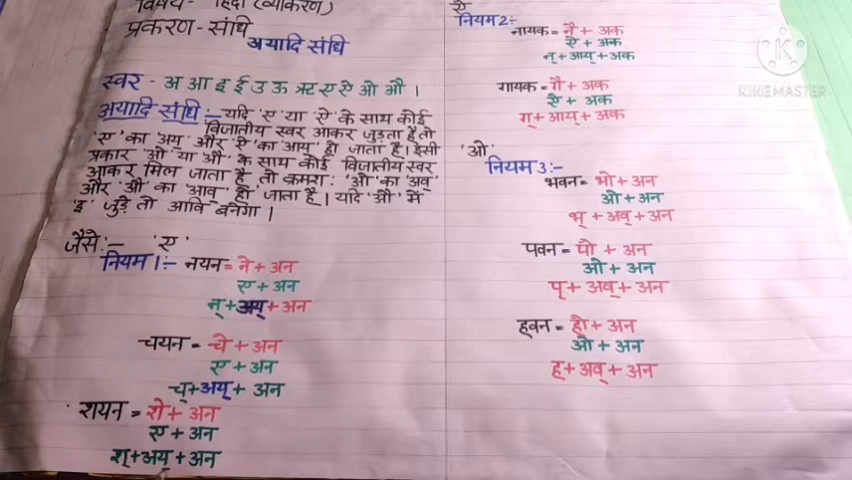 विषय- हिंदी (व्याकरण)
प्रकरण-संधि
अयादि संधि
स्वर - अ आ इ ई उ ऊ ऋ ए ऐ ओ औ ।
अयादि संधि:- यदि 'ए' या 'ऐ' के साथ कोई
विजातीय स्वर आकर जुड़ता है तो
'ए' का 'अय्' और 'ऐ' का 'आय्' हो जाता है। इसी
प्रकार 'ओ' या 'औ' के साथ कोई विजातीय स्वर
आकर मिल जाता है तो क्रमश: 'ओ' का 'अव्'
और 'औ' का 'आव्' हो जाता है। यदि 'औ' में
'इ' जुड़े तो आवि बनेगा ।
जैसे:- 'ए'
नियम 1:- नयन = ने + अन
ए + अन
न्+अय्+अन
चयन = चे + अन
ए + अन
च्+अय्+ अन
शयन = शे + अन
ए + अन
श्+अय्+अन
ऐ
नियम 2:-
नायक = नै + अक
ऐ + अक
न्+आय्+अक
गायक = गै + अक
ऐ + अक
ग्+आय्+अक
'ओ'
नियम 3:-
भवन = भो + अन
ओ + अन
भ् + अव् + अन
पवन = पो + अन
ओ + अन
प् + अव् + अन
हवन = हो + अन
ओ + अन
ह् + अव् + अन
K
KINEMASTER